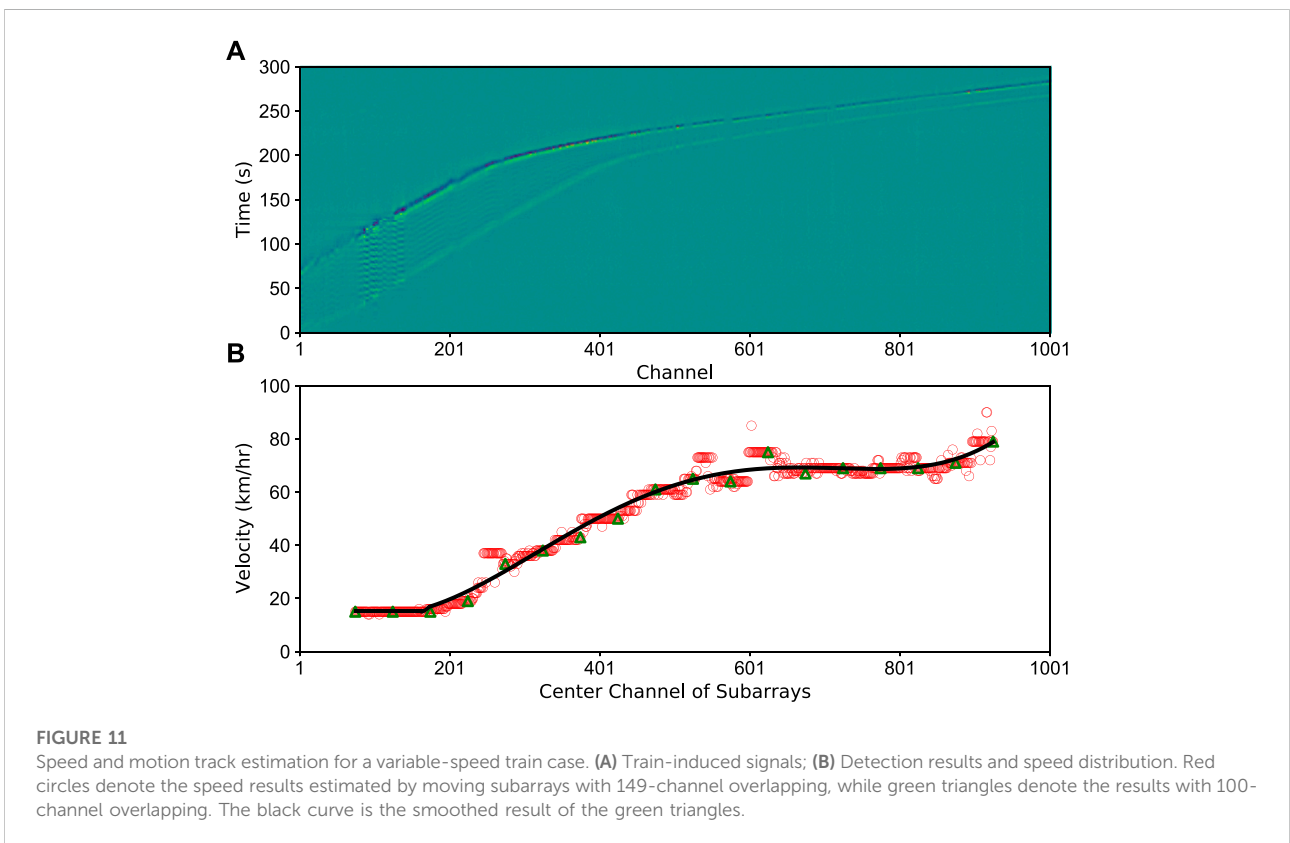 A
300
250
200
150
100
50
0
Time (s)
1 201 401 601 801 1001
Channel
B
100
80
60
40
20
0
Velocity (km/hr)
1 201 401 601 801 1001
Center Channel of Subarrays
FIGURE 11
Speed and motion track estimation for a variable-speed train case. (A) Train-induced signals; (B) Detection results and speed distribution. Red
circles denote the speed results estimated by moving subarrays with 149-channel overlapping, while green triangles denote the results with 100-
channel overlapping. The black curve is the smoothed result of the green triangles.